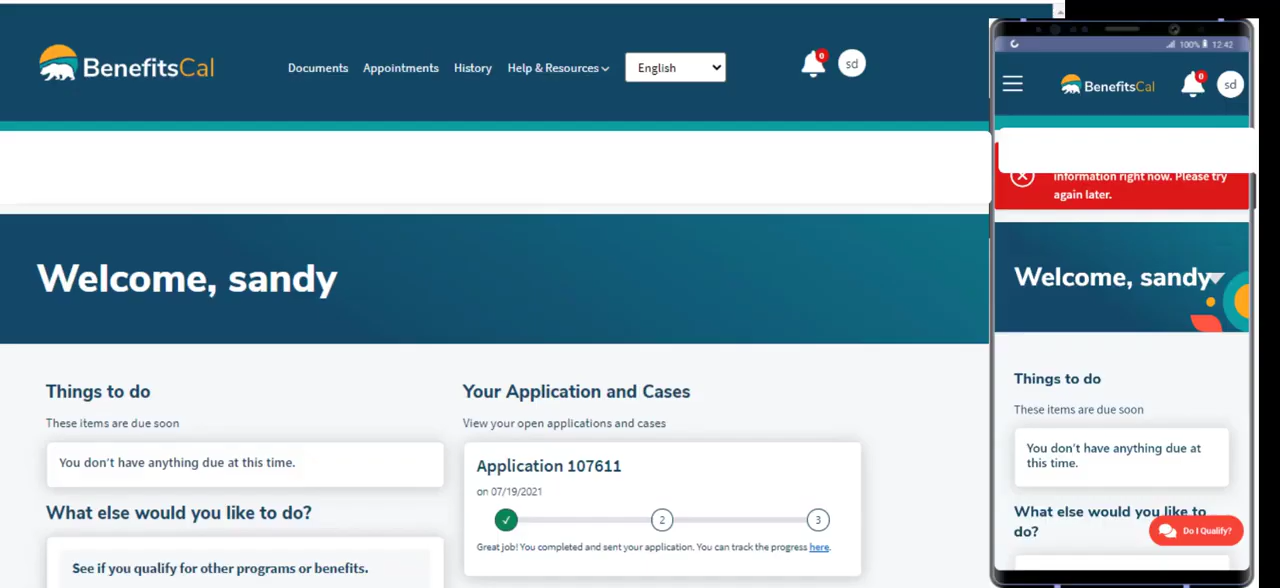 BenefitsCal
Documents Appointments History Help & Resources English 0 sd
Welcome, sandy
Things to do
These items are due soon
You don't have anything due at this time.
What else would you like to do?
See if you qualify for other programs or benefits.
Your Application and Cases
View your open applications and cases
Application 107611
on 07/19/2021
2 3
Great job! You completed and sent your application. You can track the progress here.
100% 12:42
BenefitsCal 0 sd
information right now. Please try
again later.
Welcome, sandy
Things to do
These items are due soon
You don't have anything due at
this time.
What else would you like to
do?
Do I Qualify?